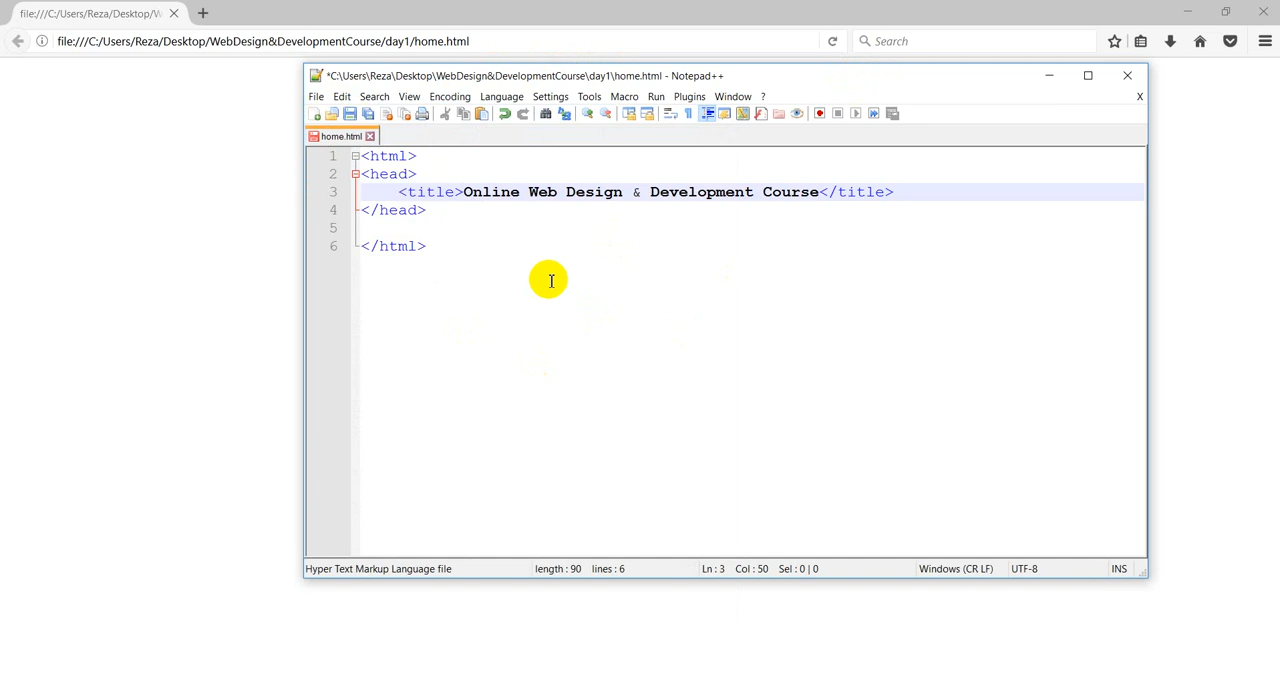 file:///C:/Users/Reza/Desktop/W
file:///C:/Users/Reza/Desktop/WebDesign&DevelopmentCourse/day1/home.html
Search
*C:\Users\Reza\Desktop\WebDesign&DevelopmentCourse\day1\home.html - Notepad++
File Edit Search View Encoding Language Settings Tools Macro Run Plugins Window ? X
home.html
1 <html>
2 <head>
3 <title>Online Web Design & Development Course</title>
4 </head>
5
6 </html>
Hyper Text Markup Language file length : 90 lines : 6 Ln : 3 Col : 50 Sel : 0 | 0 Windows (CR LF) UTF-8 INS